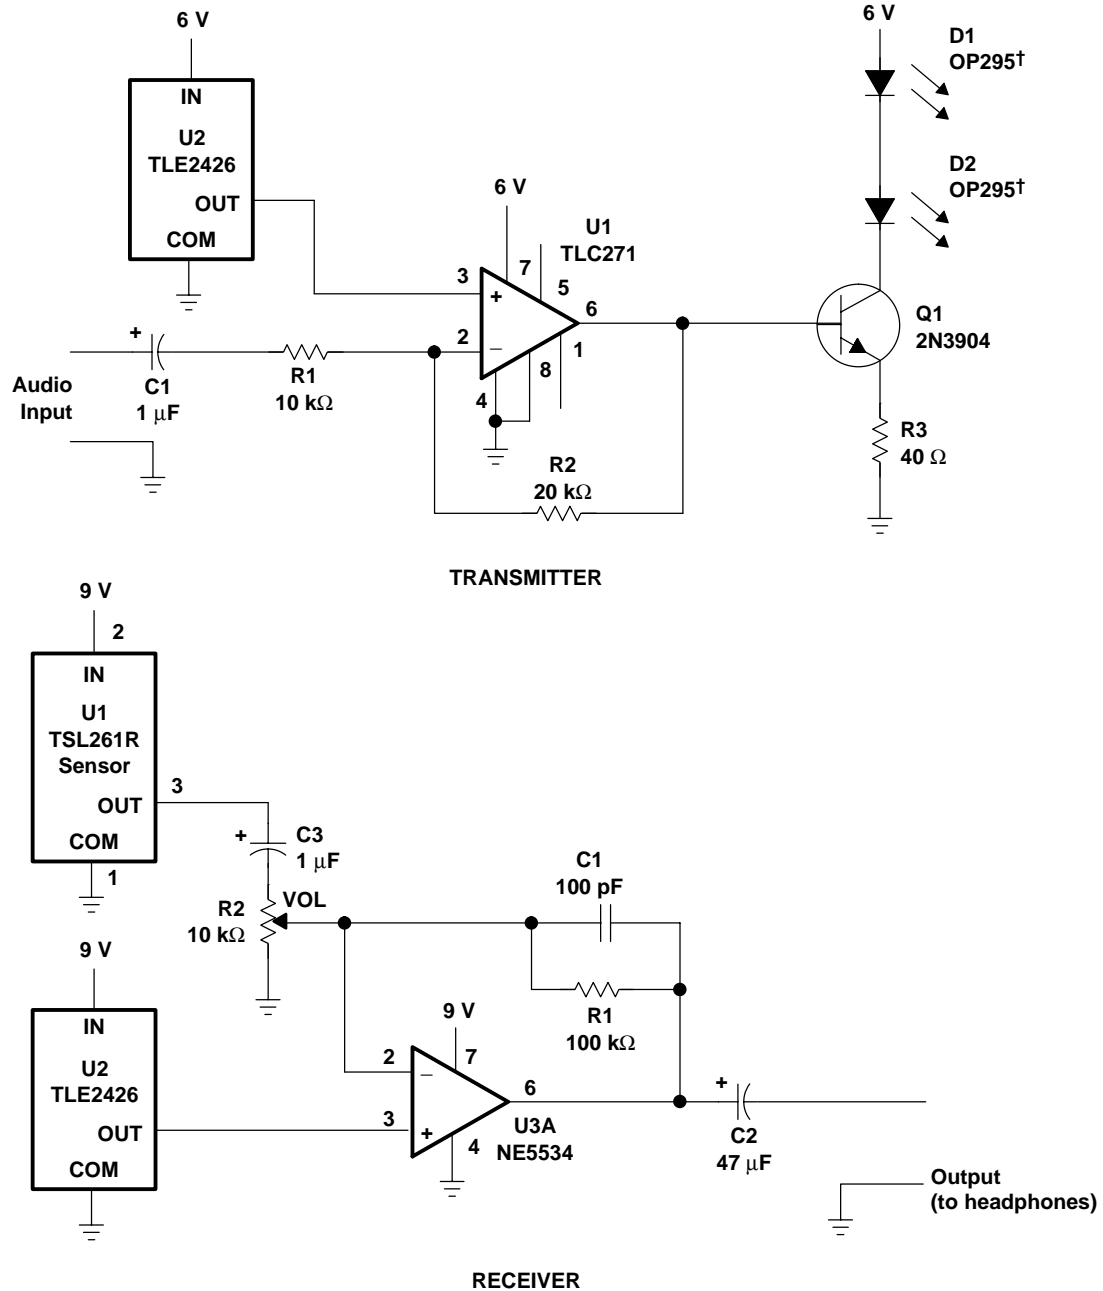 6 V
IN
U2
TLE2426
OUT
COM
6 V
U1
TLC271
3
+
7
5
6
2
−
1
8
4
+
C1
1 µF
R1
10 kΩ
Audio
Input
R2
20 kΩ
6 V
D1
OP295†
D2
OP295†
Q1
2N3904
R3
40 Ω
TRANSMITTER
9 V
2
IN
U1
TSL261R
Sensor
OUT
3
COM
1
+
C3
1 µF
R2
10 kΩ
VOL
C1
100 pF
R1
100 kΩ
9 V
IN
U2
TLE2426
OUT
COM
9 V
2
−
7
6
3
+
4
U3A
NE5534
+
C2
47 µF
Output
(to headphones)
RECEIVER